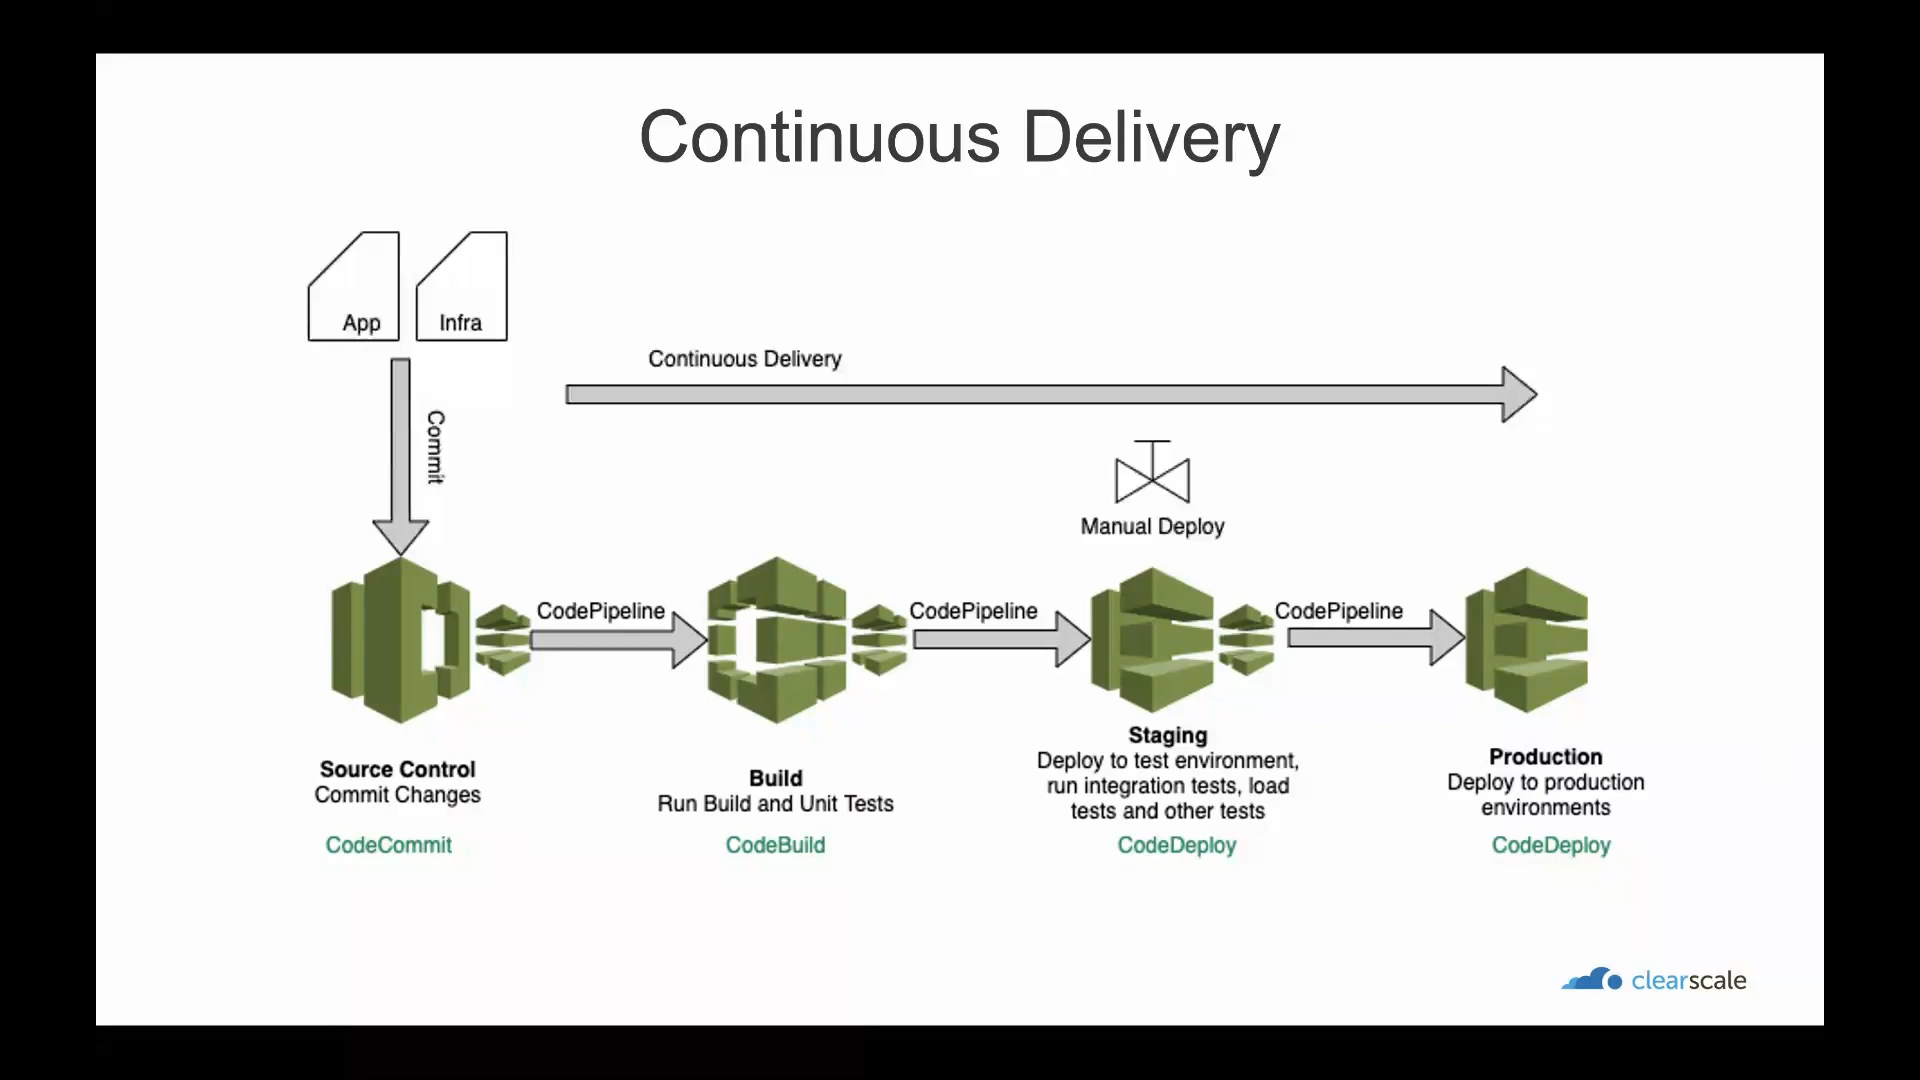 Continuous Delivery
App
Infra
Commit
Continuous Delivery
Manual Deploy
CodePipeline
CodePipeline
CodePipeline
Source Control
Commit Changes
CodeCommit
Build
Run Build and Unit Tests
CodeBuild
Staging
Deploy to test environment,
run integration tests, load
tests and other tests
CodeDeploy
Production
Deploy to production
environments
CodeDeploy
clearscale